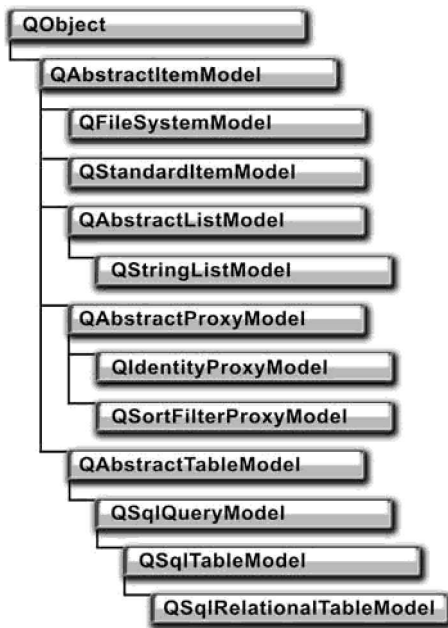 QObject
QAbstractItemModel
QFileSystemModel
QStandardItemModel
QAbstractListModel
QStringListModel
QAbstractProxyModel
QIdentityProxyModel
QSortFilterProxyModel
QAbstractTableModel
QSqlQueryModel
QSqlTableModel
QSqlRelationalTableModel